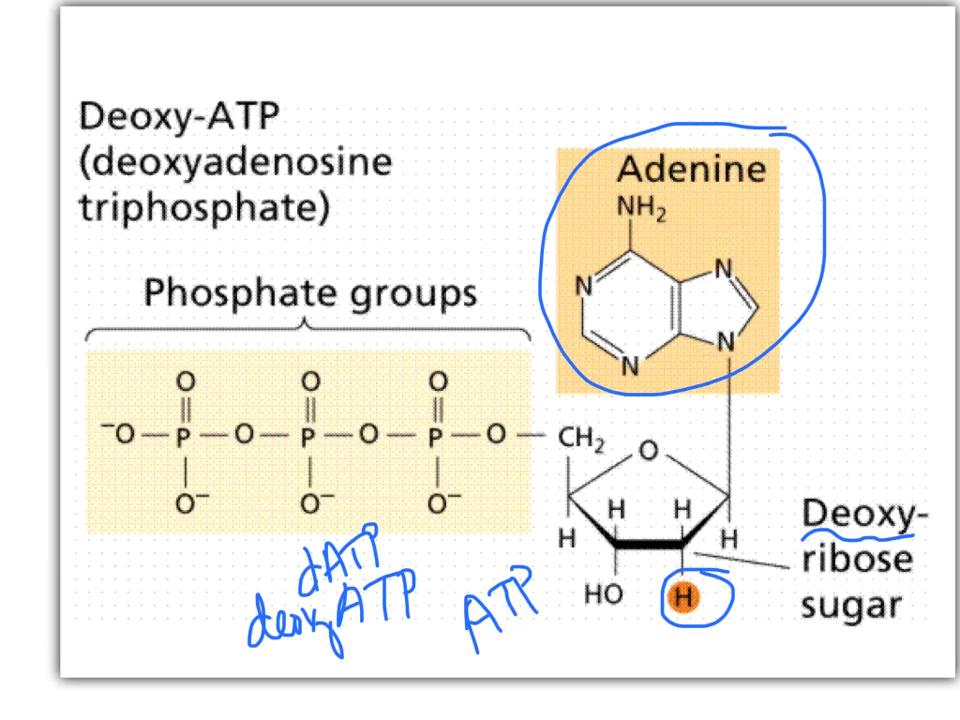 Deoxy-ATP
(deoxyadenosine
triphosphate)
Adenine
NH₂
N
N
Phosphate groups
N
N
O O O
⁻O—P—O—P—O—P—O—CH₂
O
O⁻ O⁻ O⁻
H H
H H
HO H
Deoxy-
ribose
sugar
dATP
deoxyATP
ATP